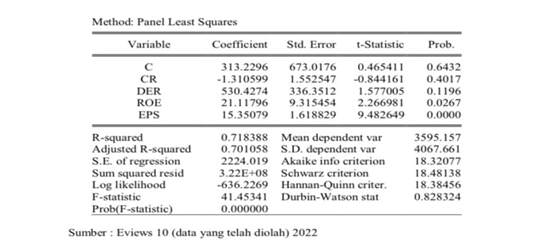 Method: Panel Least Squares
Variable Coefficient Std. Error t-Statistic Prob.
C 313.2296 673.0176 0.465411 0.6432
CR -1.310599 1.552547 -0.844161 0.4017
DER 530.4274 336.3512 1.577005 0.1196
ROE 21.11796 9.315454 2.266981 0.0267
EPS 15.35079 1.618829 9.482649 0.0000
R-squared 0.718388 Mean dependent var 3595.157
Adjusted R-squared 0.701058 S.D. dependent var 4067.661
S.E. of regression 2224.019 Akaike info criterion 18.32077
Sum squared resid 3.22E+08 Schwarz criterion 18.48138
Log likelihood -636.2269 Hannan-Quinn criter. 18.38456
F-statistic 41.45341 Durbin-Watson stat 0.828324
Prob(F-statistic) 0.000000
Sumber : Eviews 10 (data yang telah diolah) 2022